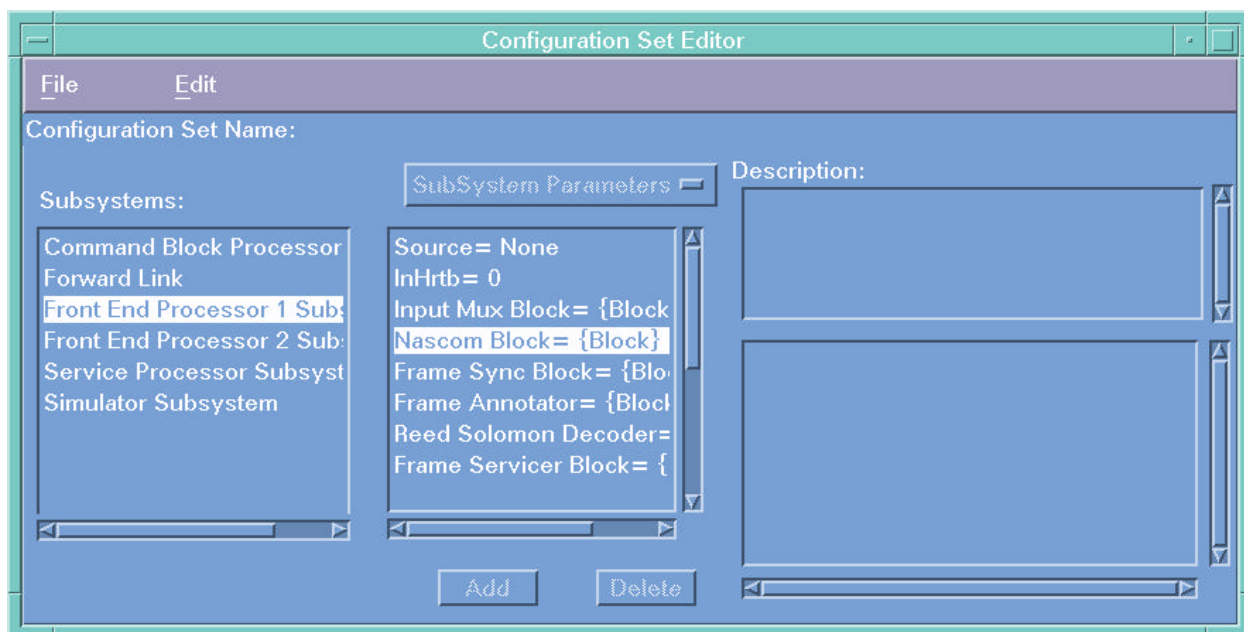 Configuration Set Editor
File Edit
Configuration Set Name:
SubSystem Parameters
Description:
Subsystems:
Command Block Processor
Forward Link
Front End Processor 1 Subs
Front End Processor 2 Sub
Service Processor Subsyst
Simulator Subsystem
Source= None
InHrtb= 0
Input Mux Block= {Block
Nascom Block= {Block}
Frame Sync Block= {Blo
Frame Annotator= {Block
Reed Solomon Decoder=
Frame Servicer Block= {
Add Delete